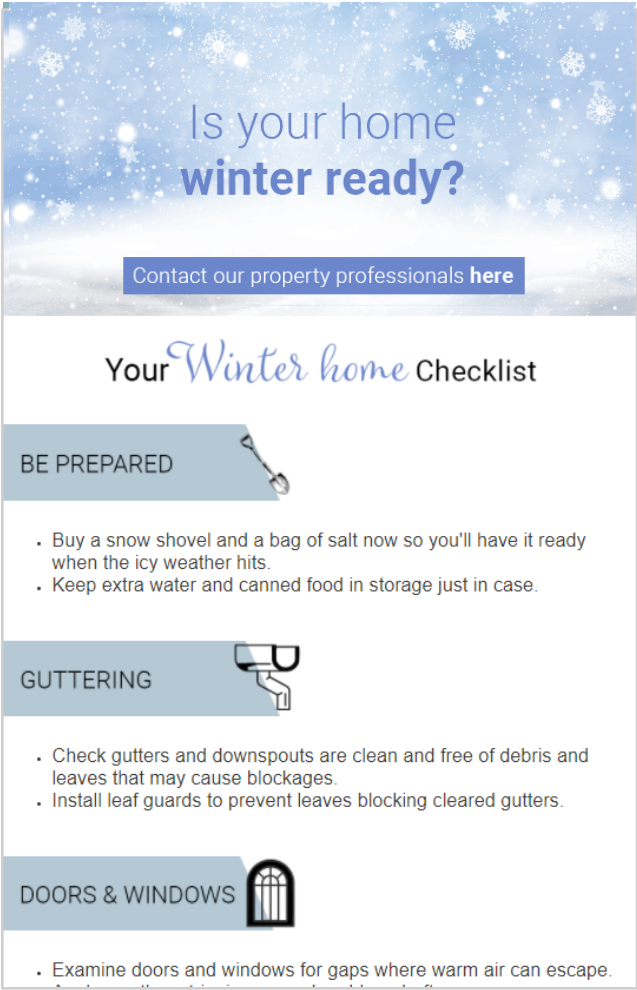 Is your home
winter ready?
Contact our property professionals here
Your Winter home Checklist
BE PREPARED
• Buy a snow shovel and a bag of salt now so you'll have it ready
when the icy weather hits.
• Keep extra water and canned food in storage just in case.
GUTTERING
• Check gutters and downspouts are clean and free of debris and
leaves that may cause blockages.
• Install leaf guards to prevent leaves blocking cleared gutters.
DOORS & WINDOWS
• Examine doors and windows for gaps where warm air can escape.